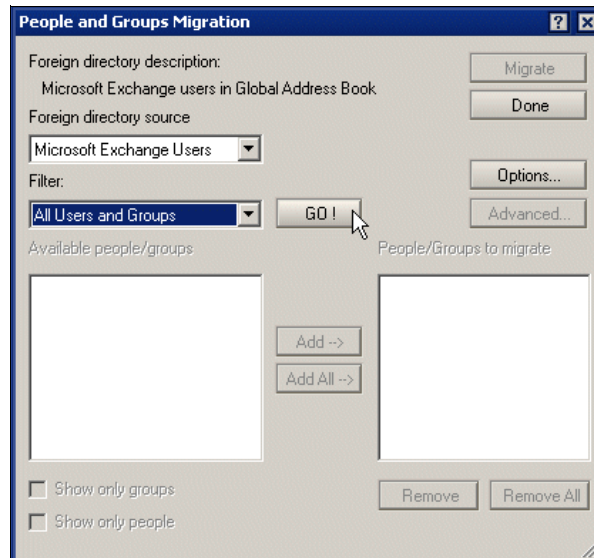 People and Groups Migration
Foreign directory description:
Microsoft Exchange users in Global Address Book
Migrate
Done
Foreign directory source
Microsoft Exchange Users
Options...
Filter:
All Users and Groups
GO !
Advanced...
Available people/groups
People/Groups to migrate
Add -->
Add All -->
Show only groups
Show only people
Remove
Remove All